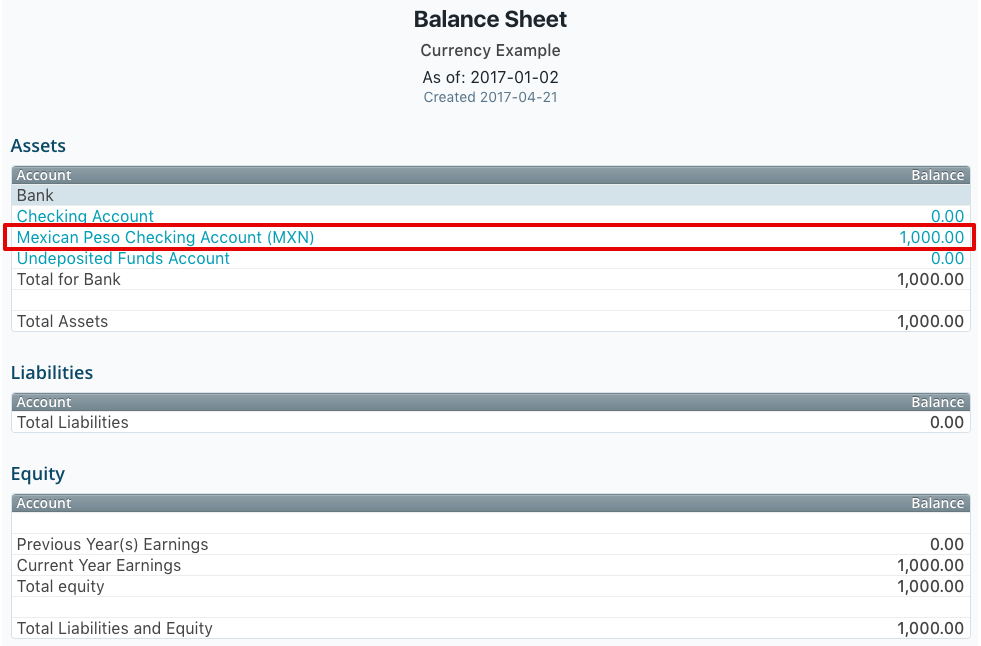 Balance Sheet
Currency Example
As of: 2017-01-02
Created 2017-04-21
Assets
Account Balance
Bank
Checking Account 0.00
Mexican Peso Checking Account (MXN) 1,000.00
Undeposited Funds Account 0.00
Total for Bank 1,000.00
Total Assets 1,000.00
Liabilities
Account Balance
Total Liabilities 0.00
Equity
Account Balance
Previous Year(s) Earnings 0.00
Current Year Earnings 1,000.00
Total equity 1,000.00
Total Liabilities and Equity 1,000.00